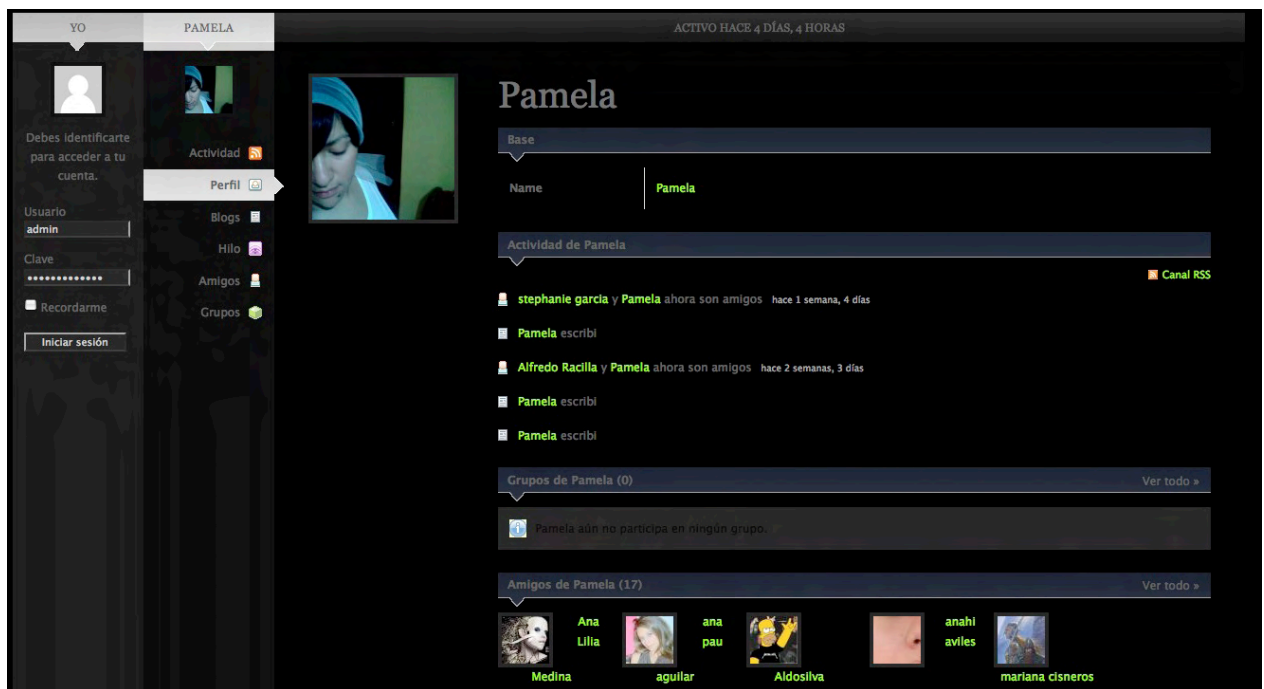 YO
PAMELA
ACTIVO HACE 4 DÍAS, 4 HORAS
Debes identificarte
para acceder a tu
cuenta.
Usuario
admin
Clave
•••••••••••••
Recordarme
Iniciar sesión
Actividad
Perfil
Blogs
Hilo
Amigos
Grupos
Pamela
Base
Name Pamela
Actividad de Pamela
Canal RSS
stephanie garcia y Pamela ahora son amigos hace 1 semana, 4 días
Pamela escribi
Alfredo Racilla y Pamela ahora son amigos hace 2 semanas, 3 días
Pamela escribi
Pamela escribi
Grupos de Pamela (0) Ver todo »
Pamela aún no participa en ningún grupo.
Amigos de Pamela (17) Ver todo »
Ana
Lilia
Medina
ana
pau
aguilar
Aldosilva
anahi
aviles
mariana cisneros